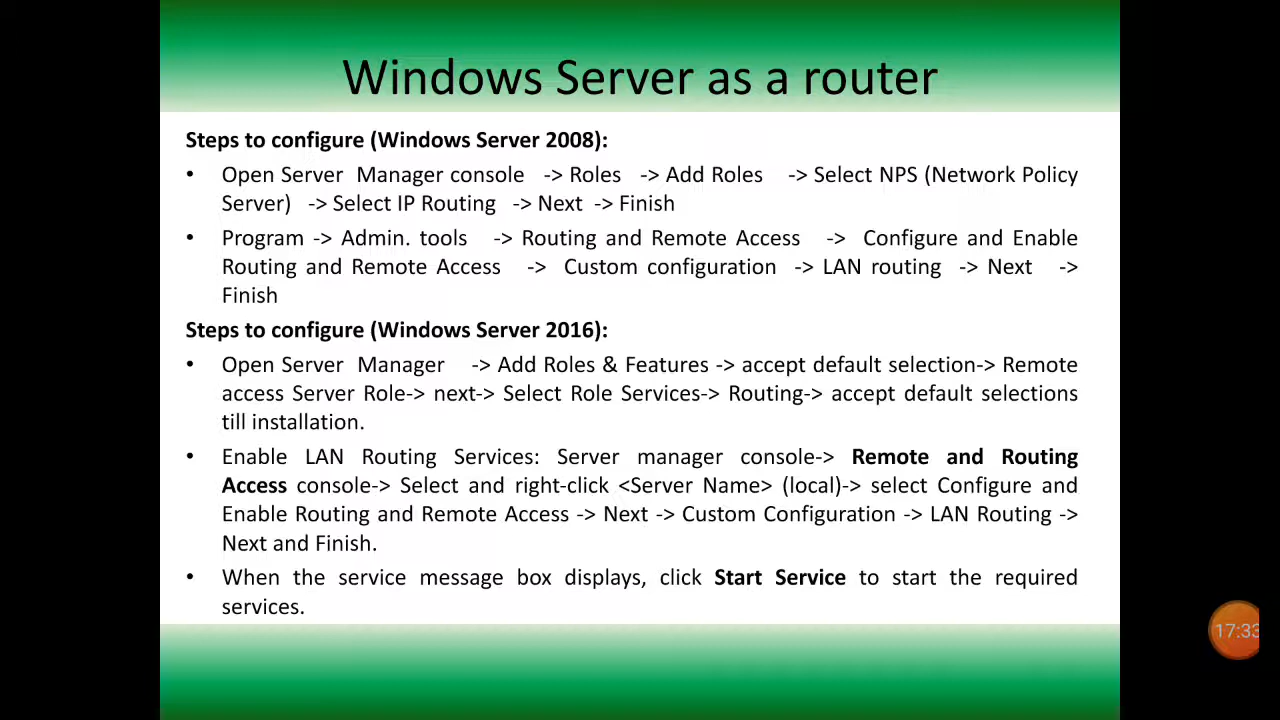 Windows Server as a router
Steps to configure (Windows Server 2008):
• Open Server Manager console -> Roles -> Add Roles -> Select NPS (Network Policy
Server) -> Select IP Routing -> Next -> Finish
• Program -> Admin. tools -> Routing and Remote Access -> Configure and Enable
Routing and Remote Access -> Custom configuration -> LAN routing -> Next ->
Finish
Steps to configure (Windows Server 2016):
• Open Server Manager -> Add Roles & Features -> accept default selection-> Remote
access Server Role-> next-> Select Role Services-> Routing-> accept default selections
till installation.
• Enable LAN Routing Services: Server manager console-> Remote and Routing
Access console-> Select and right-click <Server Name> (local)-> select Configure and
Enable Routing and Remote Access -> Next -> Custom Configuration -> LAN Routing ->
Next and Finish.
• When the service message box displays, click Start Service to start the required
services.
17:33